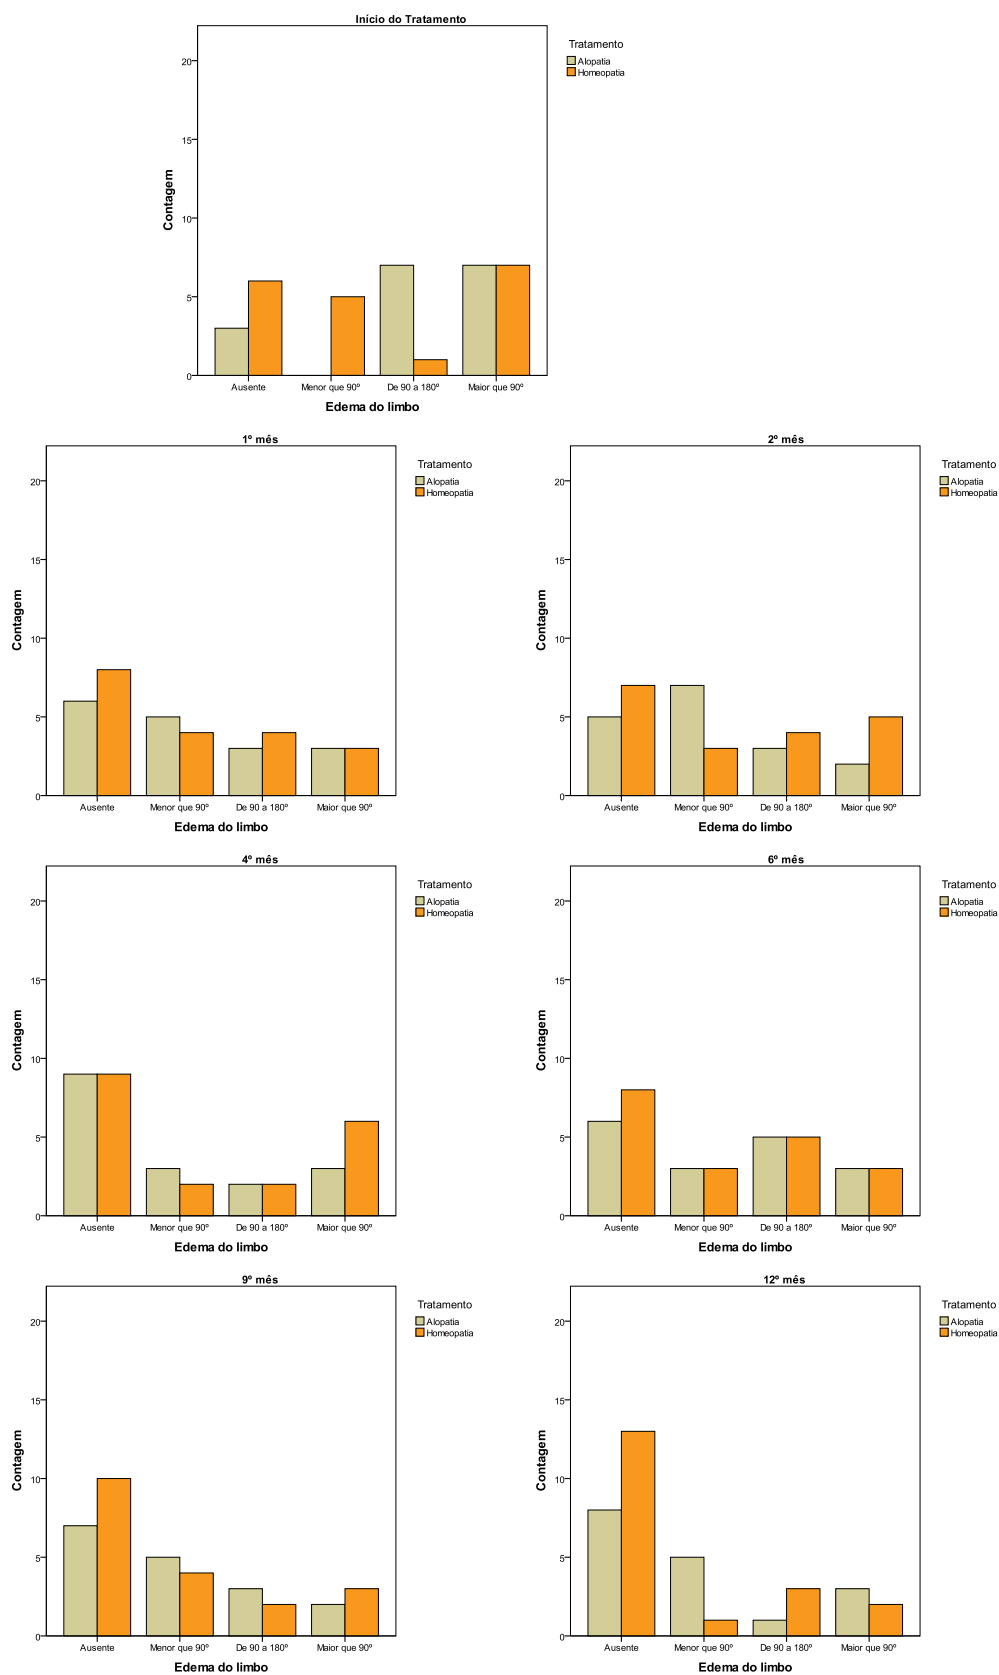 Início do Tratamento
Tratamento
Alopatia
Homeopatia
20
15
10
5
0
Contagem
Ausente
Menor que 90º
De 90 a 180º
Maior que 90º
Edema do limbo
1º mês
Tratamento
Alopatia
Homeopatia
20
15
10
5
0
Contagem
Ausente
Menor que 90º
De 90 a 180º
Maior que 90º
Edema do limbo
2º mês
Tratamento
Alopatia
Homeopatia
20
15
10
5
0
Contagem
Ausente
Menor que 90º
De 90 a 180º
Maior que 90º
Edema do limbo
4º mês
Tratamento
Alopatia
Homeopatia
20
15
10
5
0
Contagem
Ausente
Menor que 90º
De 90 a 180º
Maior que 90º
Edema do limbo
6º mês
Tratamento
Alopatia
Homeopatia
20
15
10
5
0
Contagem
Ausente
Menor que 90º
De 90 a 180º
Maior que 90º
Edema do limbo
9º mês
Tratamento
Alopatia
Homeopatia
20
15
10
5
0
Contagem
Ausente
Menor que 90º
De 90 a 180º
Maior que 90º
Edema do limbo
12º mês
Tratamento
Alopatia
Homeopatia
20
15
10
5
0
Contagem
Ausente
Menor que 90º
De 90 a 180º
Maior que 90º
Edema do limbo